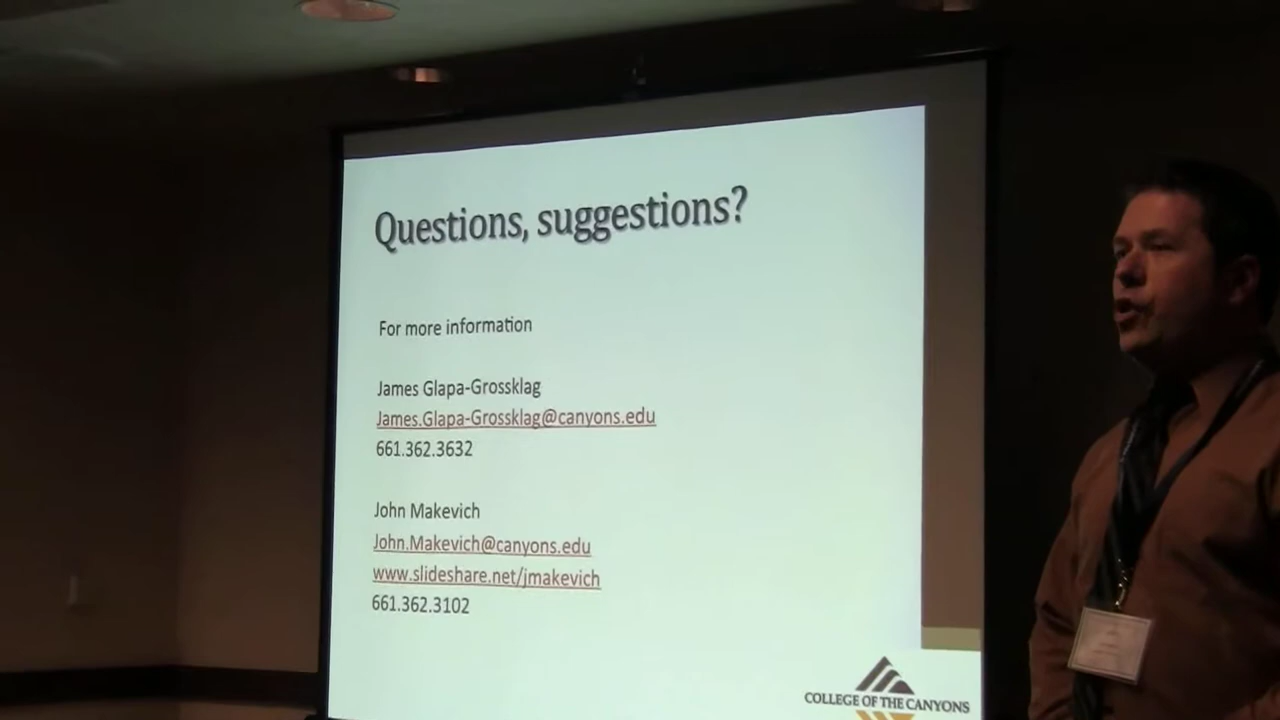 Questions, suggestions?
For more information
James Glapa-Grossklag
James.Glapa-Grossklag@canyons.edu
661.362.3632
John Makevich
John.Makevich@canyons.edu
www.slideshare.net/jmakevich
661.362.3102
COLLEGE OF THE CANYONS